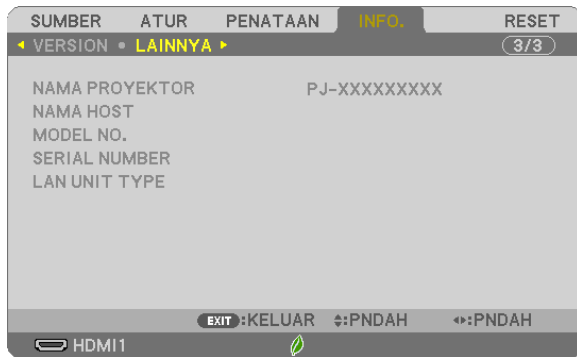 SUMBER ATUR PENATAAN INFO. RESET
VERSION • LAINNYA 3/3
NAMA PROYEKTOR PJ-XXXXXXXXX
NAMA HOST
MODEL NO.
SERIAL NUMBER
LAN UNIT TYPE
EXIT :KELUAR :PNDAH :PNDAH
HDMI1